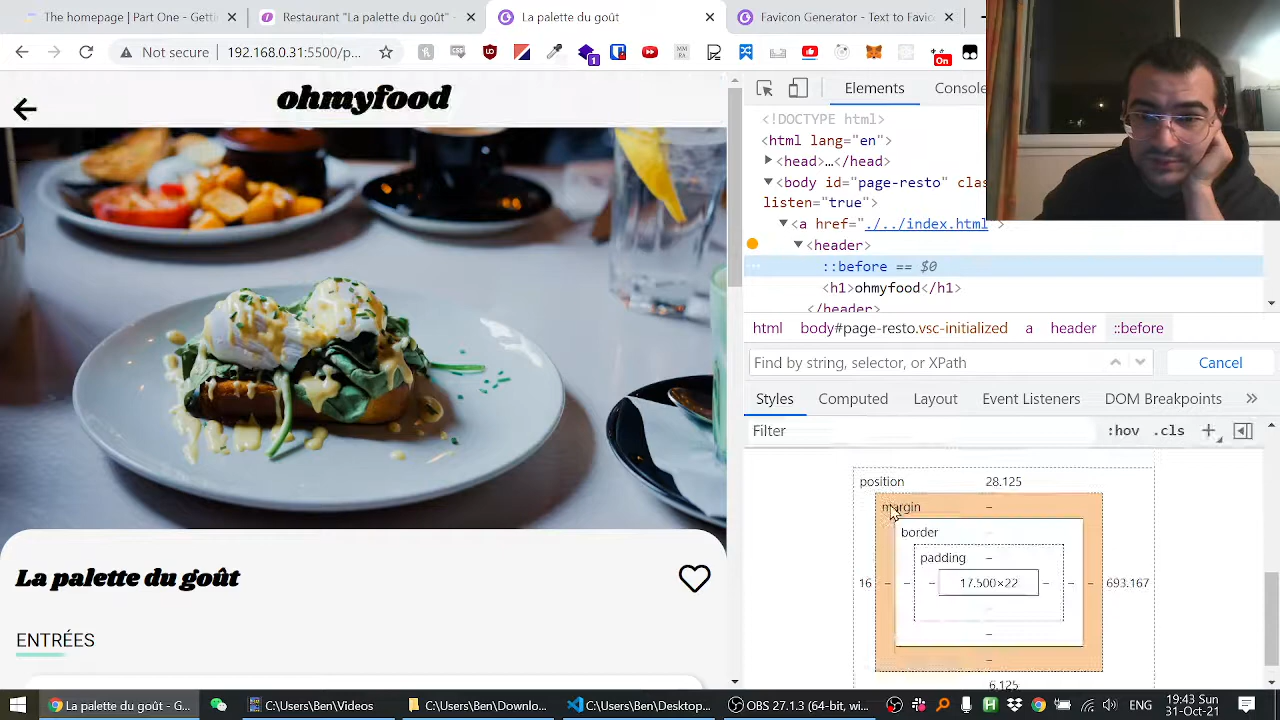 The homepage | Part One - Gett
Restaurant "La palette du goût"
La palette du goût
Favicon Generator - Text to Favic
Not secure
192.168.0.31:5500/p...
1
On
ohmyfood
La palette du goût
ENTRÉES
Elements
Console
<!DOCTYPE html>
<html lang="en">
<head>…</head>
<body id="page-resto" clas
listen="true">
<a href="./../index.html">
<header>
::before == $0
<h1>ohmyfood</h1>
</header>
html
body#page-resto.vsc-initialized
a
header
::before
Find by string, selector, or XPath
Cancel
Styles
Computed
Layout
Event Listeners
DOM Breakpoints
»
Filter
:hov
.cls
position
28.125
margin
–
border
–
padding
–
16
–
–
–
17.500×22
–
–
–
693.167
–
–
6.125
La palette du goût - G...
C:\Users\Ben\Videos
C:\Users\Ben\Downlo...
C:\Users\Ben\Desktop...
OBS 27.1.3 (64-bit, wi...
ENG
19:43 Sun
31-Oct-21